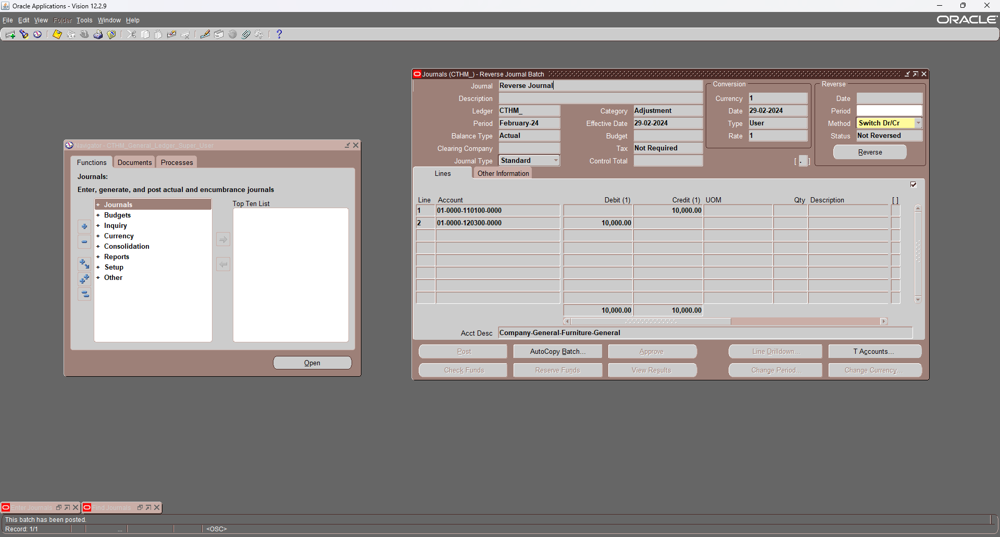 Oracle Applications - Vision 12.2.9
File Edit View Folder Tools Window Help
ORACLE
Navigator - CTHM_General_Ledger_Super_User
Functions Documents Processes
Journals:
Enter, generate, and post actual and encumbrance journals
Top Ten List
+ Journals
+ Budgets
+ Inquiry
+ Currency
+ Consolidation
+ Reports
+ Setup
+ Other
Open
Journals (CTHM_) - Reverse Journal Batch
Journal Reverse Journal
Description
Ledger CTHM_ Category Adjustment
Period February-24 Effective Date 29-02-2024
Balance Type Actual Budget
Clearing Company Tax Not Required
Journal Type Standard Control Total
Conversion
Currency 1
Date 29-02-2024
Type User
Rate 1
Reverse
Date
Period
Method Switch Dr/Cr
Status Not Reversed
Reverse
[ . ]
Lines Other Information
Line Account Debit (1) Credit (1) UOM Qty Description [ ]
1 01-0000-110100-0000 10,000.00
2 01-0000-120300-0000 10,000.00
10,000.00 10,000.00
Acct Desc Company-General-Furniture-General
Post AutoCopy Batch... Approve Line Drilldown... T Accounts...
Check Funds Reserve Funds View Results Change Period... Change Currency...
Enter Journals Find Journals
This batch has been posted.
Record: 1/1 ... <OSC>